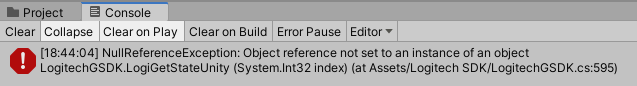 Project Console
Clear Collapse Clear on Play Clear on Build Error Pause Editor
[18:44:04] NullReferenceException: Object reference not set to an instance of an object
LogitechGSDK.LogiGetStateUnity (System.Int32 index) (at Assets/Logitech SDK/LogitechGSDK.cs:595)